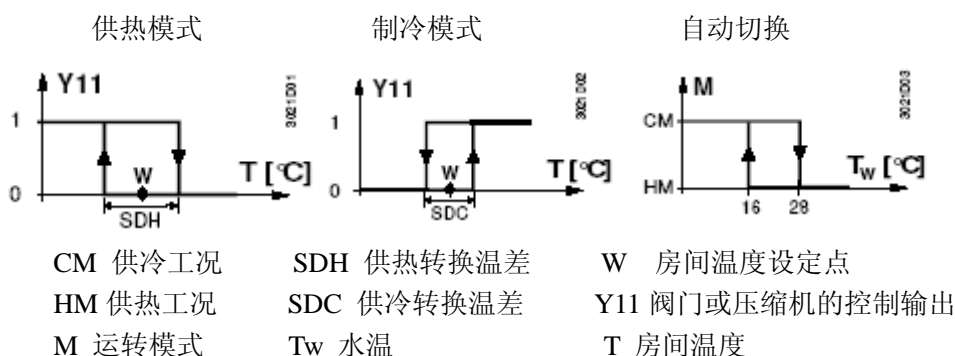 供热模式 制冷模式 自动切换
Y11 3021D01 Y11 3021D02 M 3021D03
1 1 CM
W T [°C] W T [°C] Tw [°C]
0 0 HM
SDH SDC 16 28
CM 供冷工况 SDH 供热转换温差 W 房间温度设定点
HM 供热工况 SDC 供冷转换温差 Y11 阀门或压缩机的控制输出
M 运转模式 Tw 水温 T 房间温度